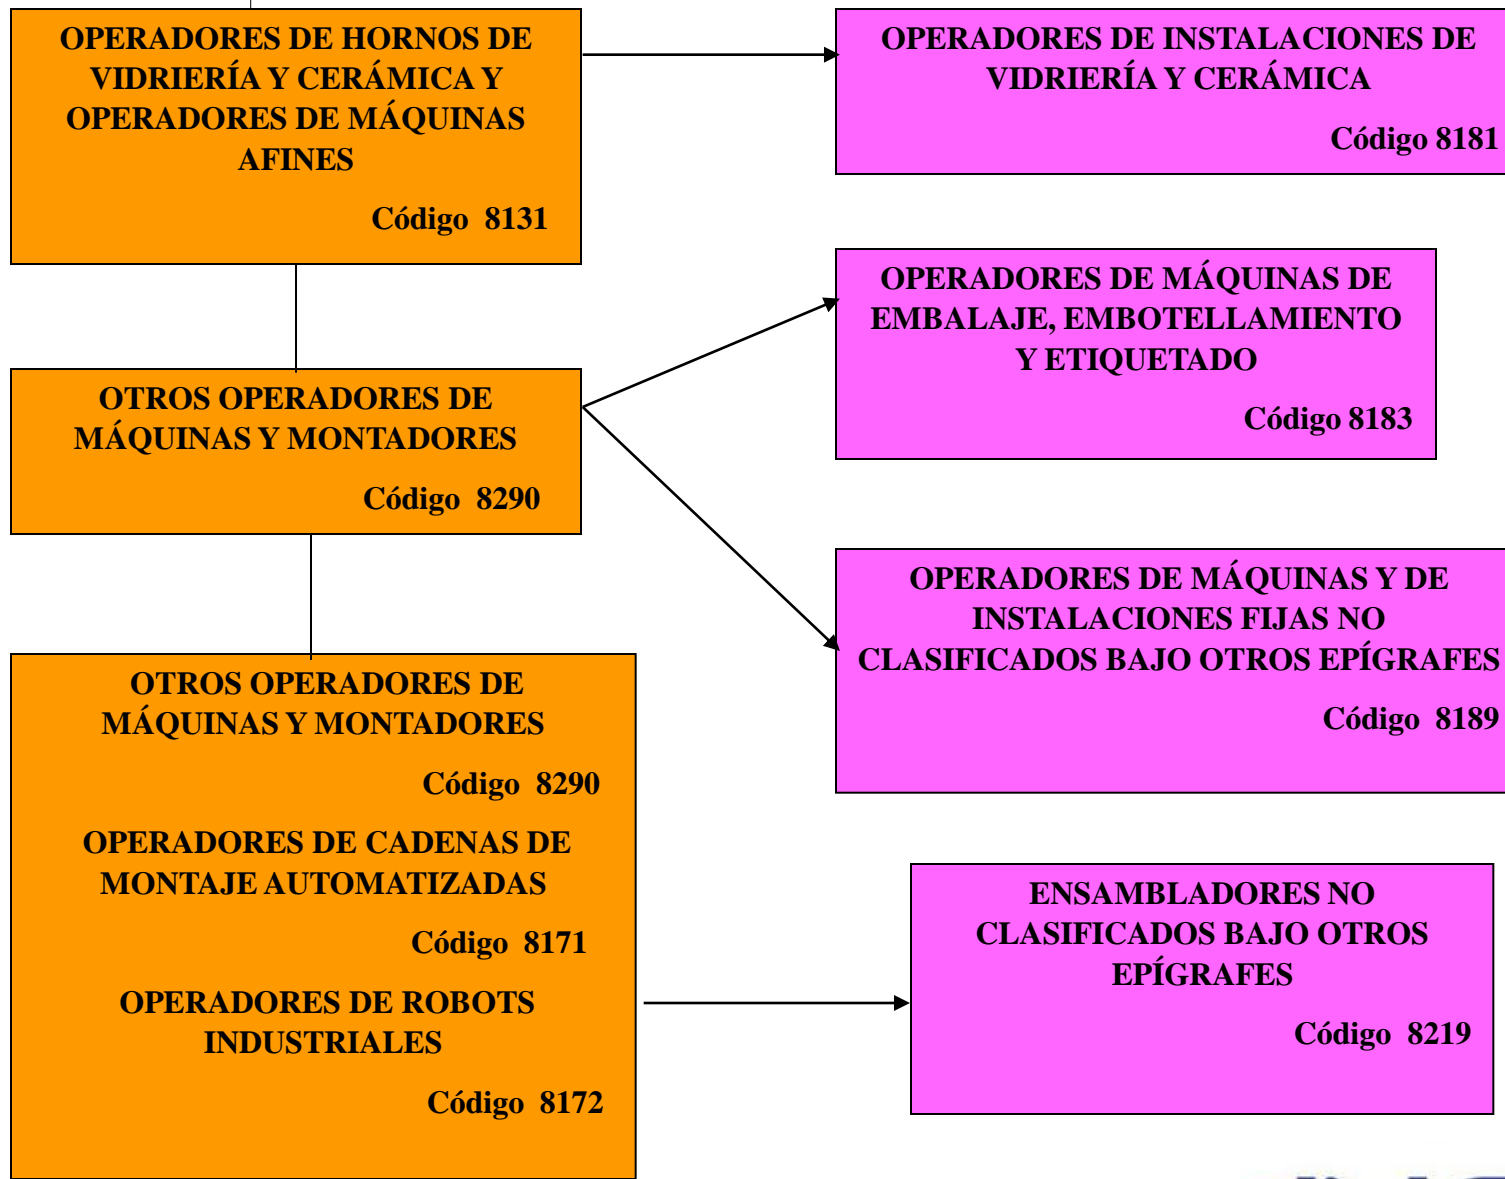 OPERADORES DE HORNOS DE
VIDRIERÍA Y CERÁMICA Y
OPERADORES DE MÁQUINAS
AFINES
Código 8131
OPERADORES DE INSTALACIONES DE
VIDRIERÍA Y CERÁMICA
Código 8181
OTROS OPERADORES DE
MÁQUINAS Y MONTADORES
Código 8290
OPERADORES DE MÁQUINAS DE
EMBALAJE, EMBOTELLAMIENTO
Y ETIQUETADO
Código 8183
OPERADORES DE MÁQUINAS Y DE
INSTALACIONES FIJAS NO
CLASIFICADOS BAJO OTROS EPÍGRAFES
Código 8189
OTROS OPERADORES DE
MÁQUINAS Y MONTADORES
Código 8290
OPERADORES DE CADENAS DE
MONTAJE AUTOMATIZADAS
Código 8171
OPERADORES DE ROBOTS
INDUSTRIALES
Código 8172
ENSAMBLADORES NO
CLASIFICADOS BAJO OTROS
EPÍGRAFES
Código 8219